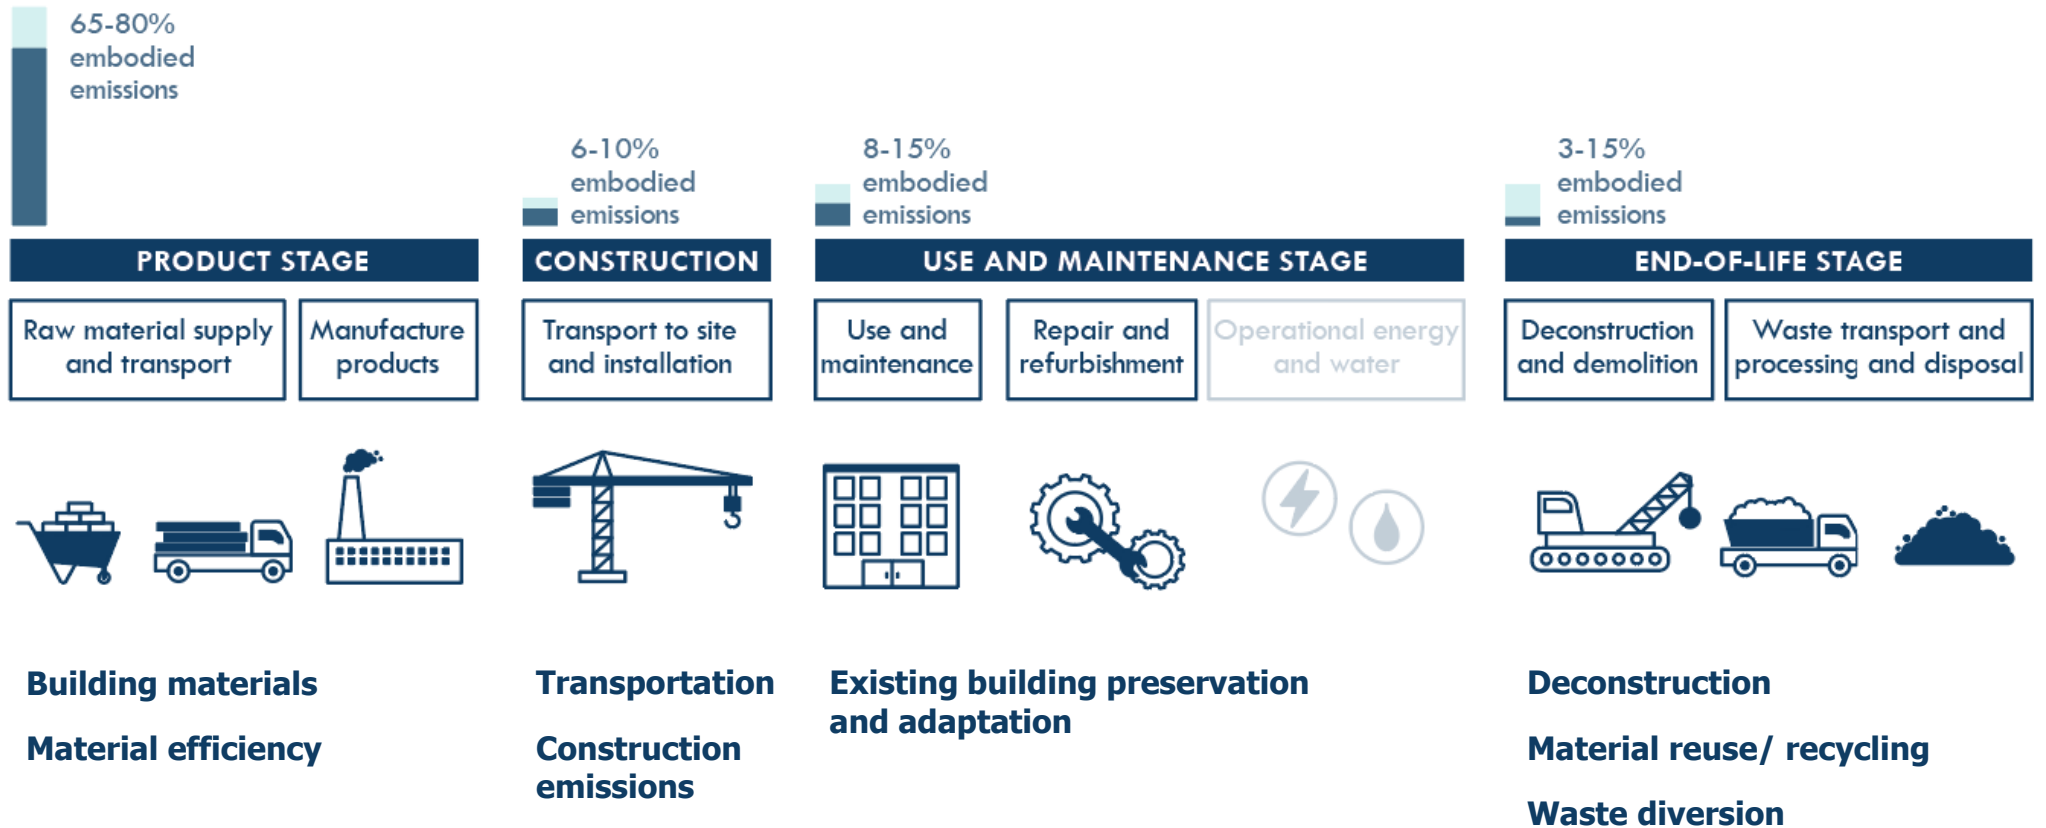 65-80%
embodied
emissions
6-10%
embodied
emissions
8-15%
embodied
emissions
3-15%
embodied
emissions
PRODUCT STAGE
CONSTRUCTION
USE AND MAINTENANCE STAGE
END-OF-LIFE STAGE
Raw material supply
and transport
Manufacture
products
Transport to site
and installation
Use and
maintenance
Repair and
refurbishment
Operational energy
and water
Deconstruction
and demolition
Waste transport and
processing and disposal
Building materials
Material efficiency
Transportation
Construction
emissions
Existing building preservation
and adaptation
Deconstruction
Material reuse/ recycling
Waste diversion